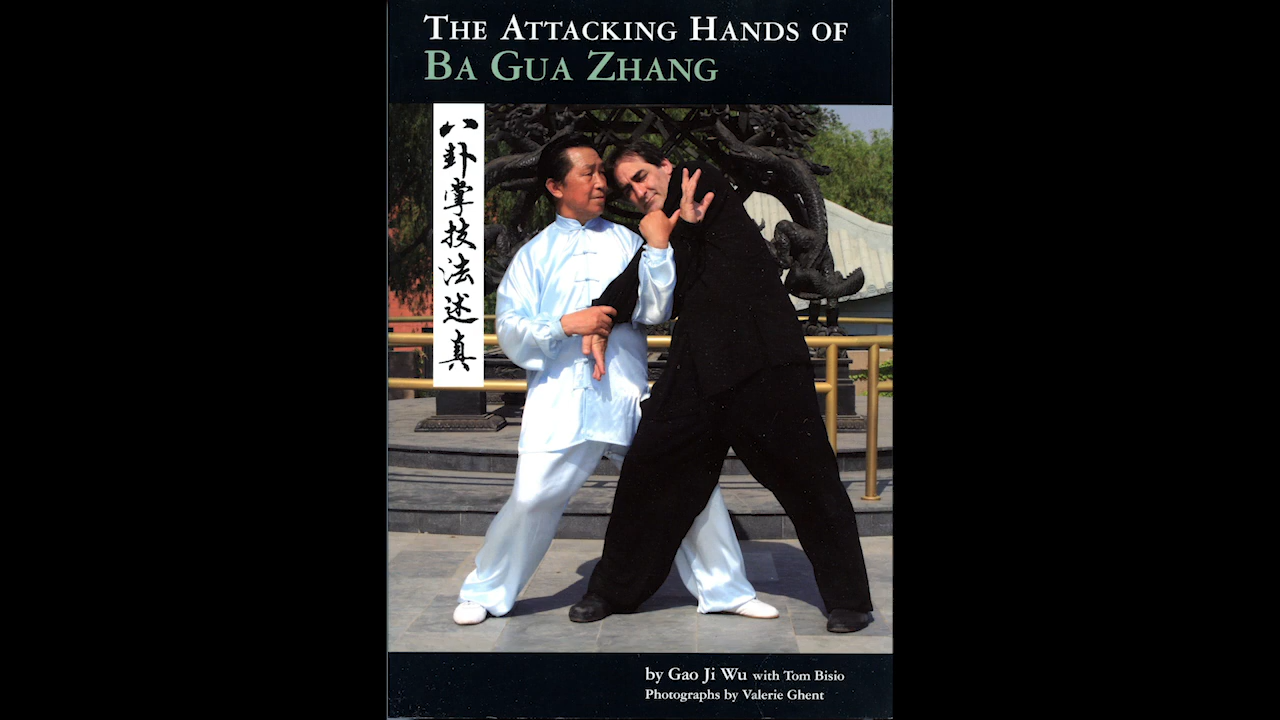 THE ATTACKING HANDS OF
BA GUA ZHANG
八卦掌技法述真
by Gao Ji Wu with Tom Bisio
Photographs by Valerie Ghent